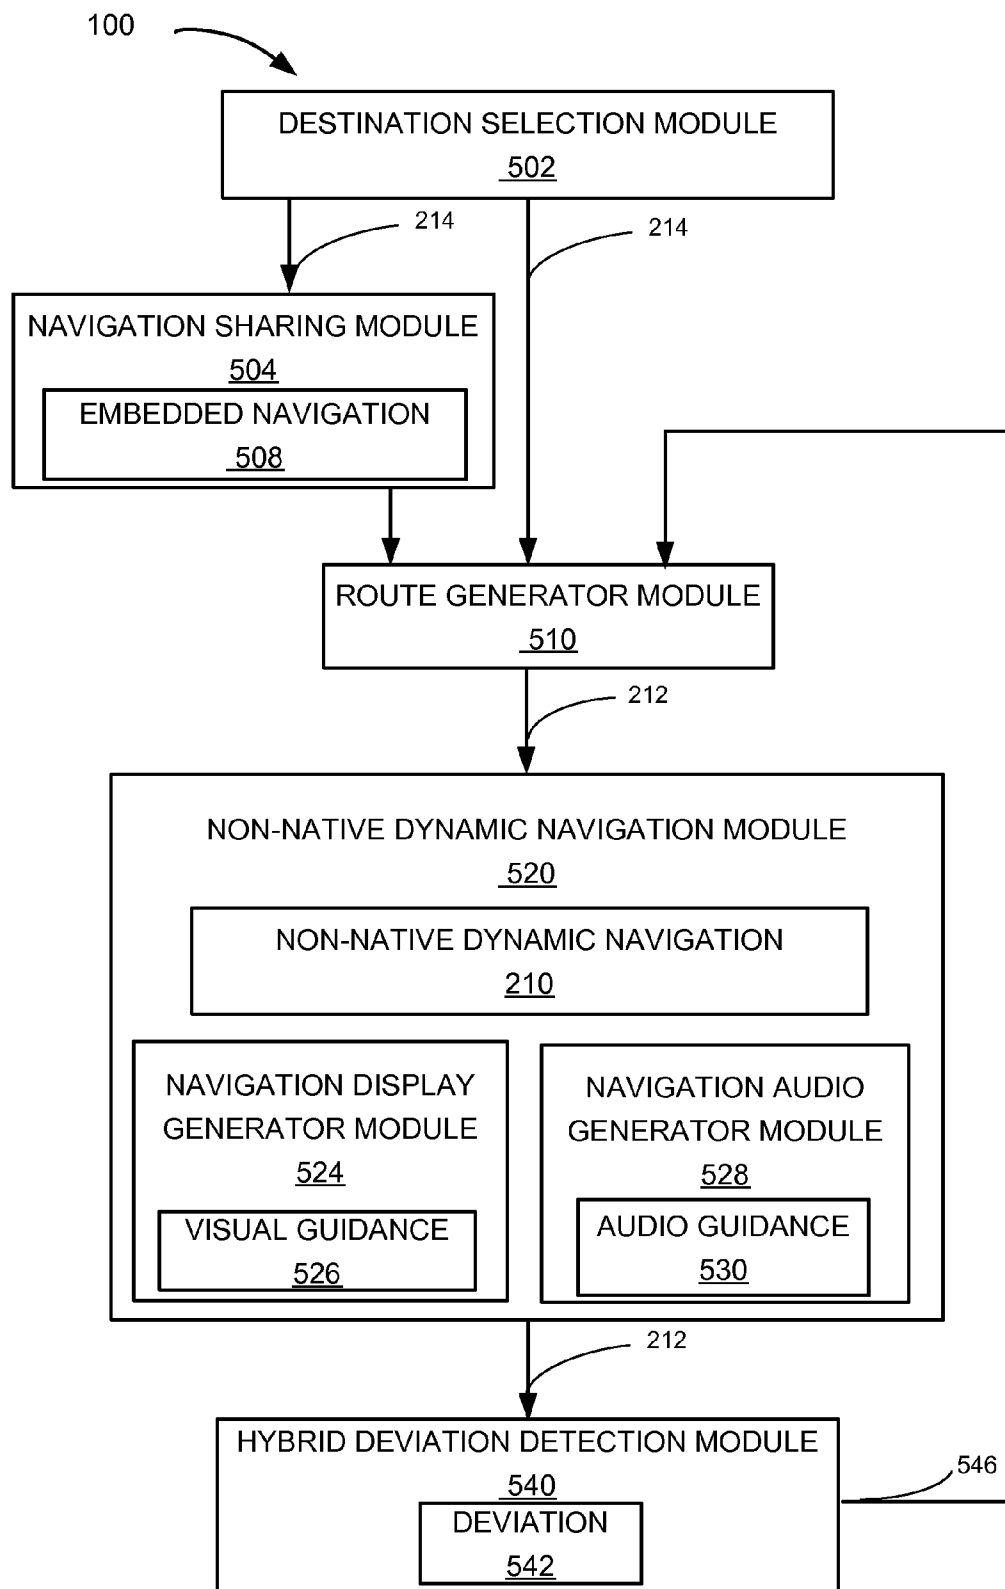 100
DESTINATION SELECTION MODULE
502
214
214
NAVIGATION SHARING MODULE
504
EMBEDDED NAVIGATION
508
ROUTE GENERATOR MODULE
510
212
NON-NATIVE DYNAMIC NAVIGATION MODULE
520
NON-NATIVE DYNAMIC NAVIGATION
210
NAVIGATION DISPLAY
GENERATOR MODULE
524
VISUAL GUIDANCE
526
NAVIGATION AUDIO
GENERATOR MODULE
528
AUDIO GUIDANCE
530
212
HYBRID DEVIATION DETECTION MODULE
540
DEVIATION
542
546